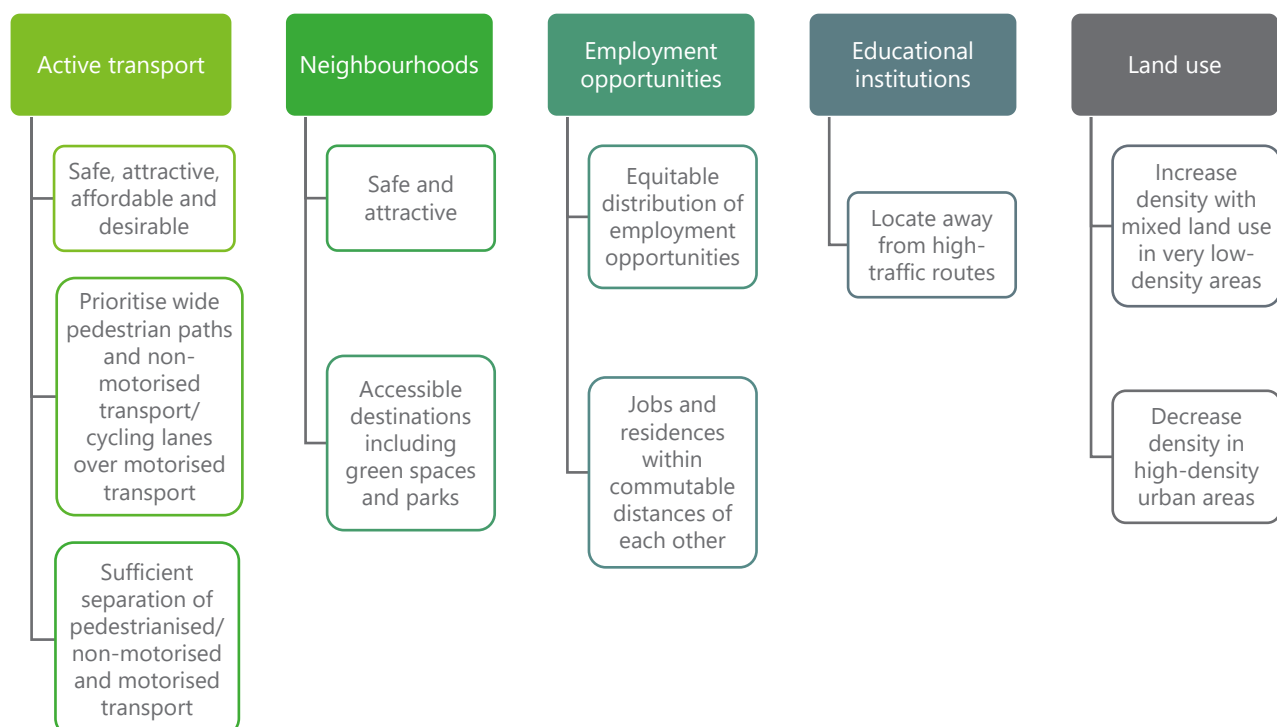 Active transport
Safe, attractive,
affordable and
desirable
Prioritise wide
pedestrian paths
and non-
motorised
transport/
cycling lanes
over motorised
transport
Sufficient
separation of
pedestrianised/
non-motorised
and motorised
transport
Neighbourhoods
Safe and
attractive
Accessible
destinations
including
green spaces
and parks
Employment
opportunities
Equitable
distribution of
employment
opportunities
Jobs and
residences
within
commutable
distances of
each other
Educational
institutions
Locate away
from high-
traffic routes
Land use
Increase
density with
mixed land use
in very low-
density areas
Decrease
density in
high-density
urban areas